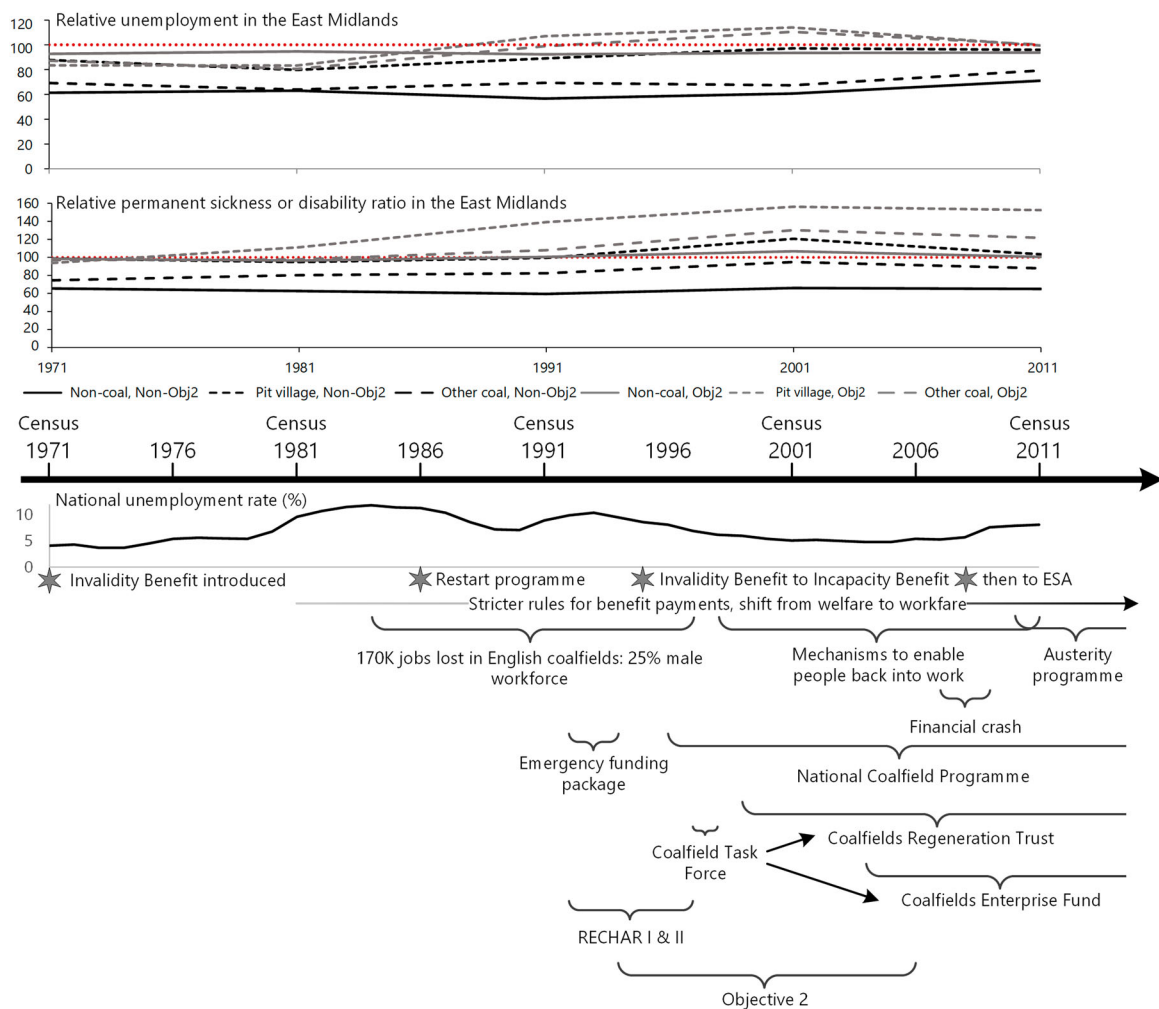 Relative unemployment in the East Midlands
120
100
80
60
40
20
0
Relative permanent sickness or disability ratio in the East Midlands
160
140
120
100
80
60
40
20
0
1971 1981 1991 2001 2011
Non-coal, Non-Obj2 Pit village, Non-Obj2 Other coal, Non-Obj2 Non-coal, Obj2 Pit village, Obj2 Other coal, Obj2
Census Census Census Census Census
1971 1976 1981 1986 1991 1996 2001 2006 2011
National unemployment rate (%)
10
5
0
Invalidity Benefit introduced Restart programme Invalidity Benefit to Incapacity Benefit then to ESA
Stricter rules for benefit payments, shift from welfare to workfare
170K jobs lost in English coalfields: 25% male
workforce
Mechanisms to enable
people back into work
Austerity
programme
Financial crash
Emergency funding
package
National Coalfield Programme
Coalfield Task
Force
Coalfields Regeneration Trust
Coalfields Enterprise Fund
RECHAR I & II
Objective 2